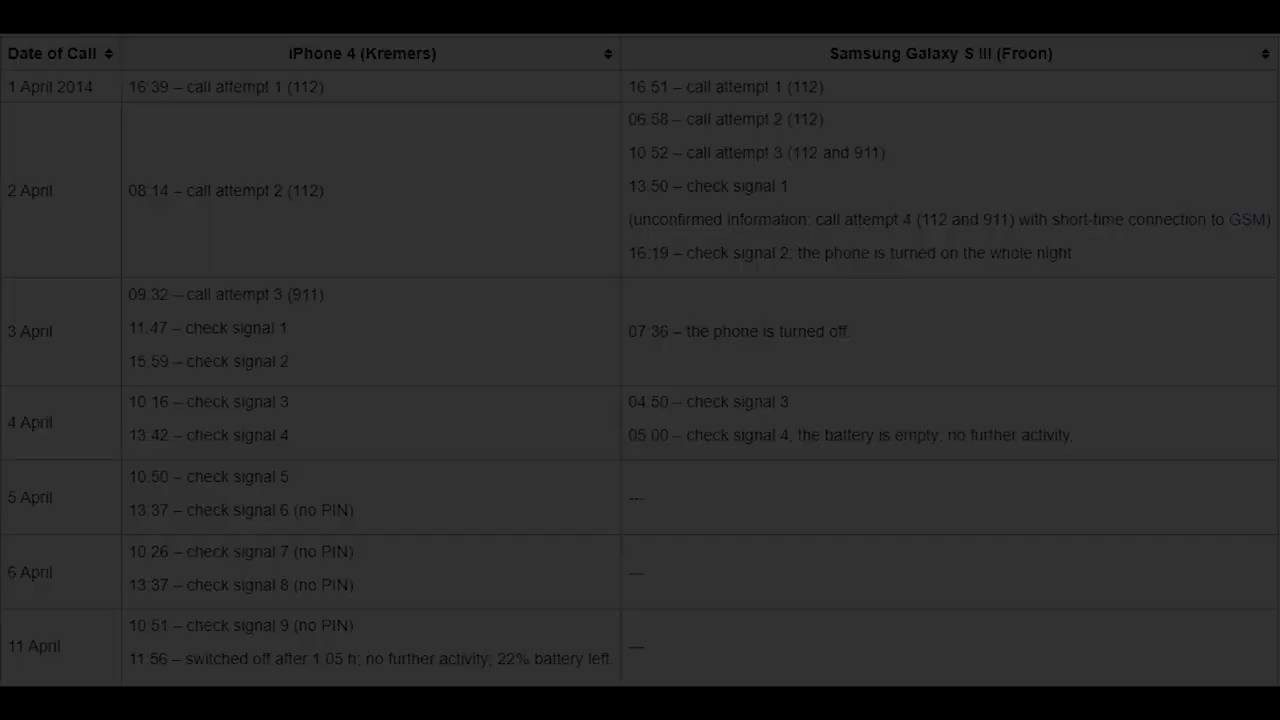 Date of Call iPhone 4 (Kremers) Samsung Galaxy S III (Froon)
1 April 2014 16:39 – call attempt 1 (112) 16:51 – call attempt 1 (112)
06:58 – call attempt 2 (112)
10:52 – call attempt 3 (112 and 911)
2 April 08:14 – call attempt 2 (112) 13:50 – check signal 1
(unconfirmed information: call attempt 4 (112 and 911) with short-time connection to GSM)
16:19 – check signal 2; the phone is turned on the whole night
09:32 – call attempt 3 (911)
3 April 11:47 – check signal 1 07:36 – the phone is turned off.
15:59 – check signal 2
4 April 10:16 – check signal 3 04:50 – check signal 3
13:42 – check signal 4 05:00 – check signal 4; the battery is empty; no further activity.
5 April 10:50 – check signal 5 —
13:37 – check signal 6 (no PIN)
6 April 10:26 – check signal 7 (no PIN) —
13:37 – check signal 8 (no PIN)
11 April 10:51 – check signal 9 (no PIN) —
11:56 – switched off after 1:05 h; no further activity; 22% battery left.